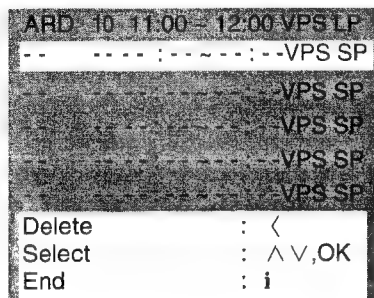 ARD 10 11:00 - 12:00 VPS LP
-- ----:--~--:--VPS SP
-- ----:--~--:--VPS SP
-- ----:--~--:--VPS SP
-- ----:--~--:--VPS SP
-- ----:--~--:--VPS SP
Delete : <
Select : ∧∨,OK
End : i